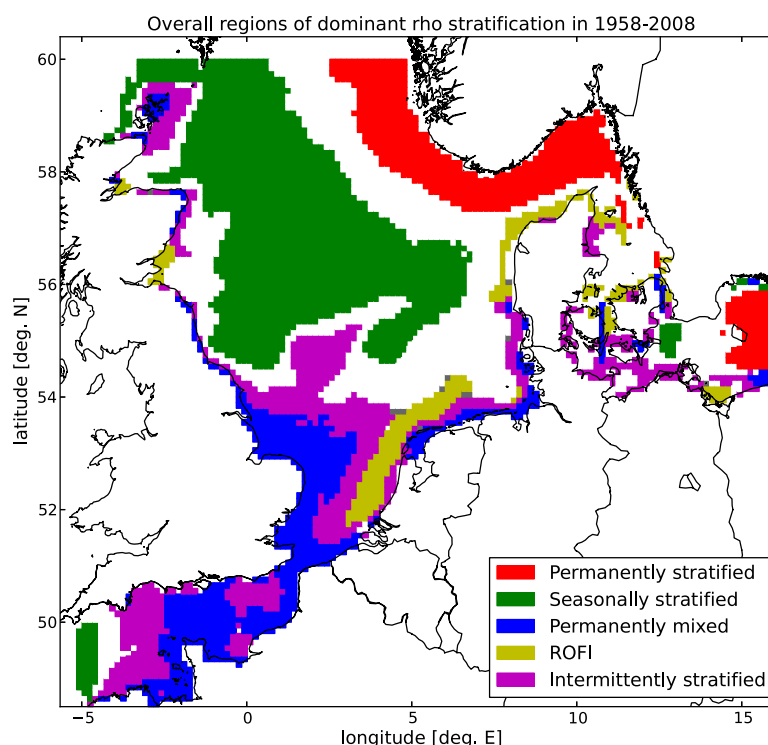 Overall regions of dominant rho stratification in 1958-2008
latitude [deg. N]
60
58
56
54
52
50
−5
0
5
10
15
longitude [deg. E]
Permanently stratified
Seasonally stratified
Permanently mixed
ROFI
Intermittently stratified